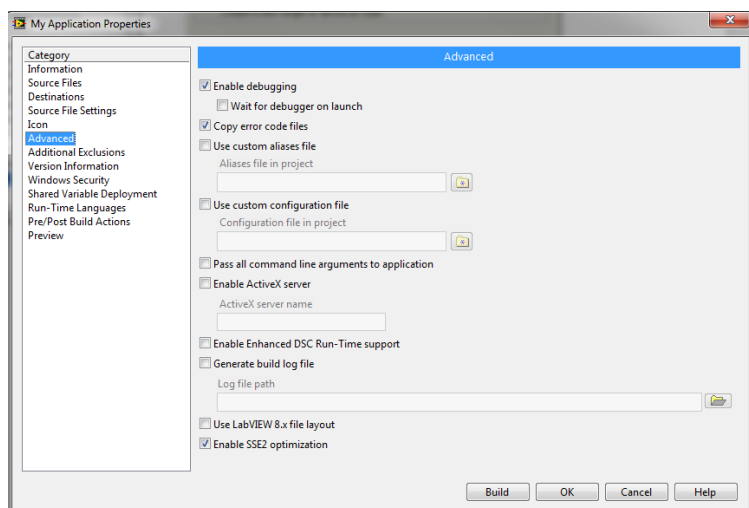 My Application Properties
Category
Information
Source Files
Destinations
Source File Settings
Icon
Advanced
Additional Exclusions
Version Information
Windows Security
Shared Variable Deployment
Run-Time Languages
Pre/Post Build Actions
Preview
Advanced
Enable debugging
Wait for debugger on launch
Copy error code files
Use custom aliases file
Aliases file in project
Use custom configuration file
Configuration file in project
Pass all command line arguments to application
Enable ActiveX server
ActiveX server name
Enable Enhanced DSC Run-Time support
Generate build log file
Log file path
Use LabVIEW 8.x file layout
Enable SSE2 optimization
Build OK Cancel Help